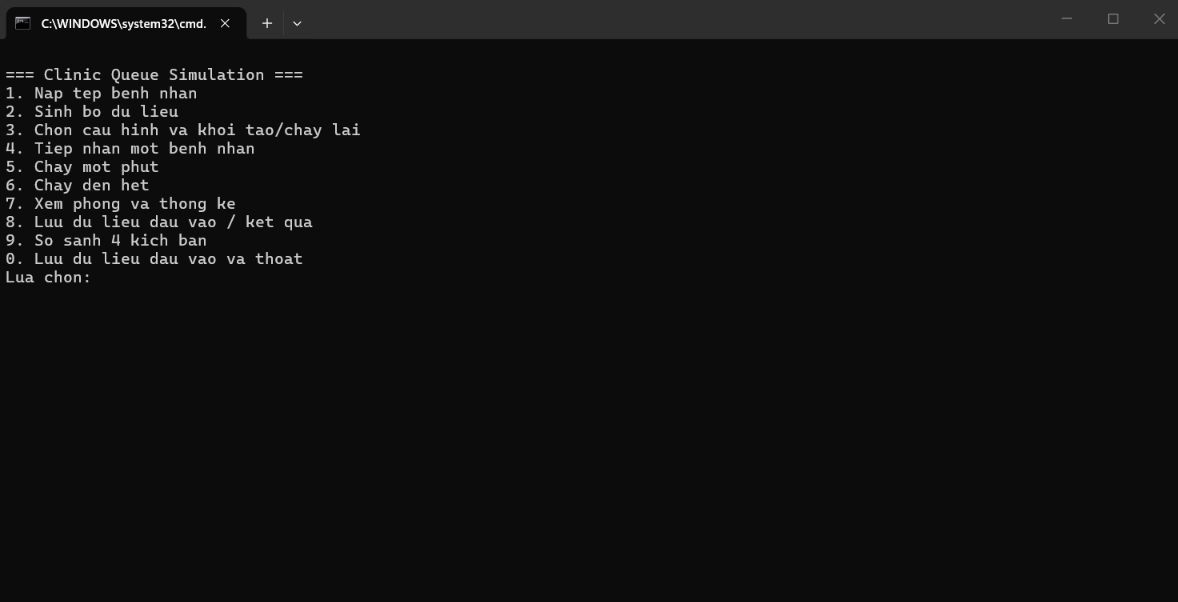 C:\WINDOWS\system32\cmd.
=== Clinic Queue Simulation ===
1. Nap tep benh nhan
2. Sinh bo du lieu
3. Chon cau hinh va khoi tao/chay lai
4. Tiep nhan mot benh nhan
5. Chay mot phut
6. Chay den het
7. Xem phong va thong ke
8. Luu du lieu dau vao / ket qua
9. So sanh 4 kich ban
0. Luu du lieu dau vao va thoat
Lua chon: